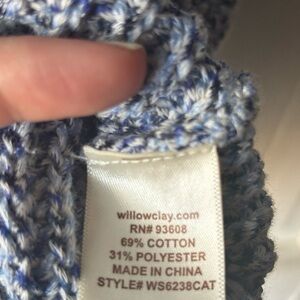 willowclay.com
RN# 93608
69% COTTON
31% POLYESTER
MADE IN CHINA
STYLE# WS6238CAT